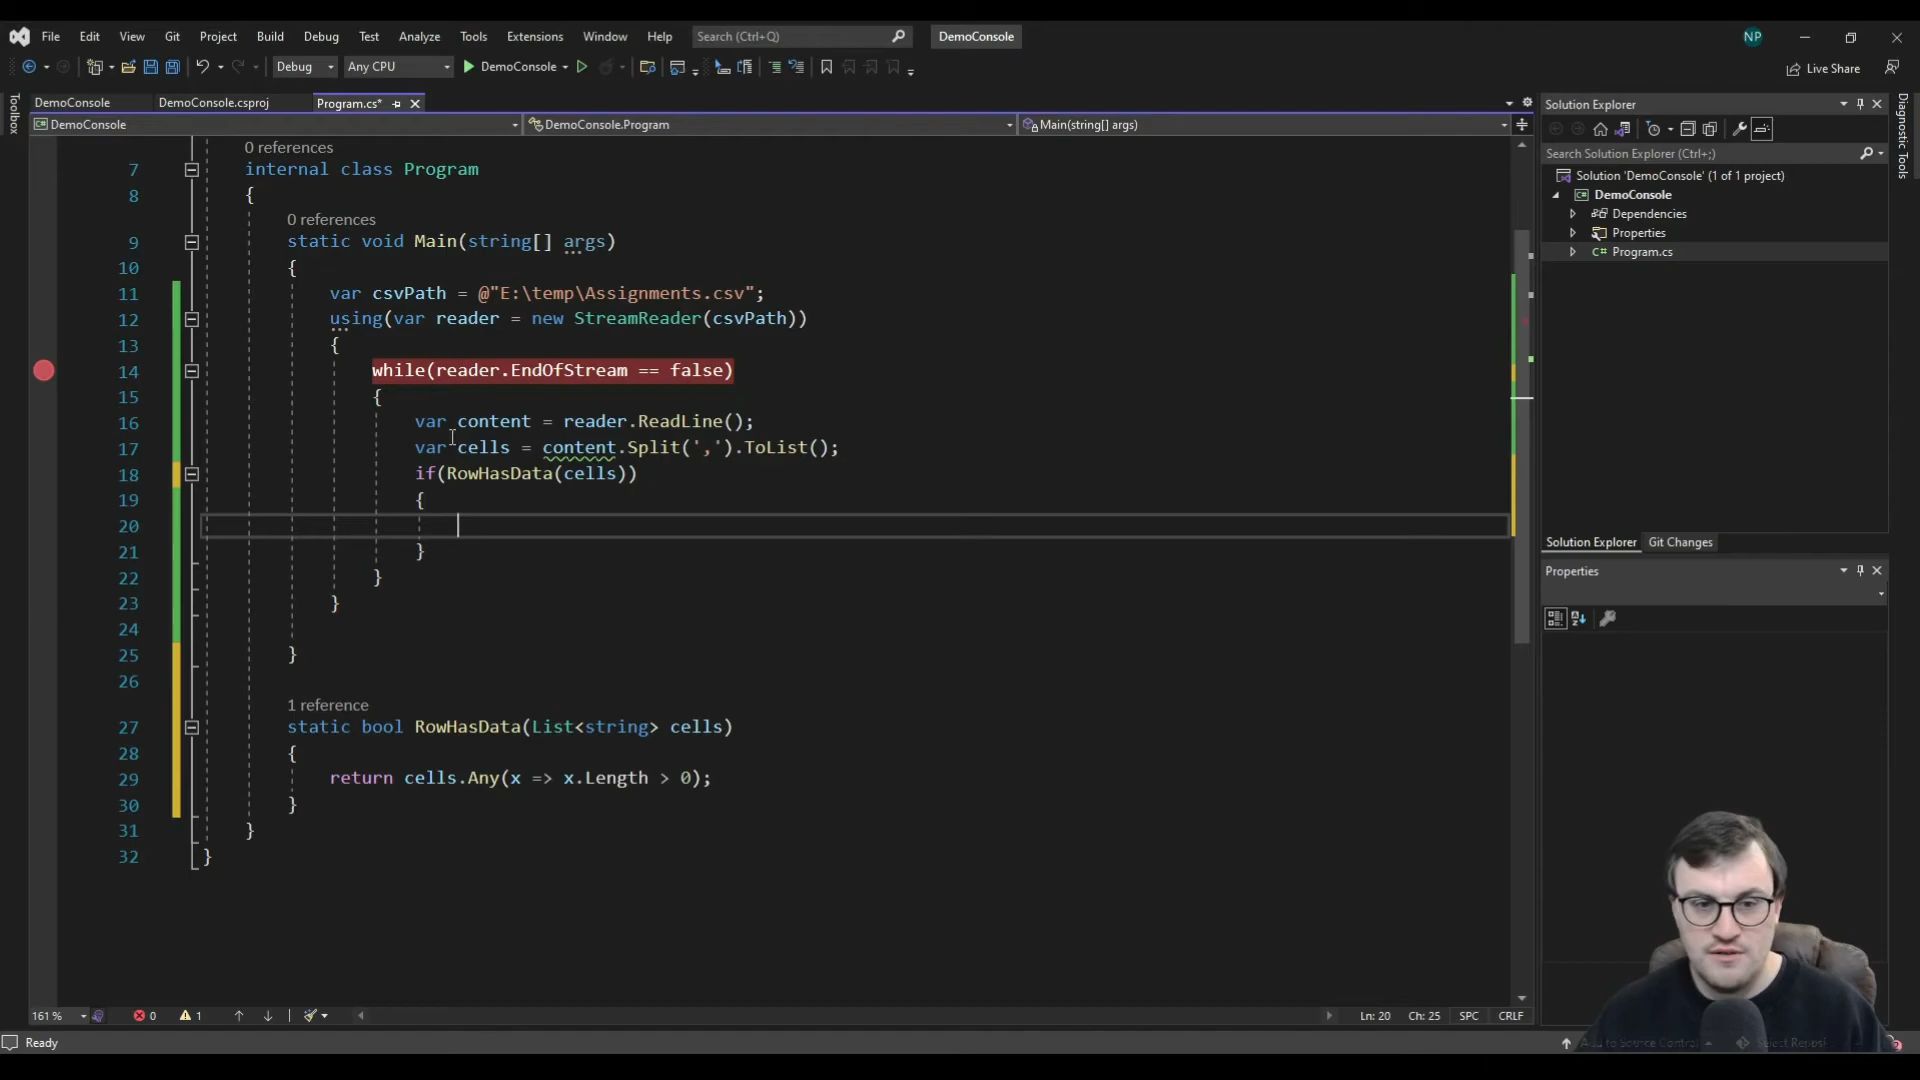 File Edit View Git Project Build Debug Test Analyze Tools Extensions Window Help Search (Ctrl+Q) DemoConsole NP
Debug Any CPU DemoConsole Live Share
DemoConsole DemoConsole.csproj Program.cs*
DemoConsole DemoConsole.Program Main(string[] args)
Toolbox
0 references
7 internal class Program
8 {
0 references
9 static void Main(string[] args)
10 {
11 var csvPath = @"E:\temp\Assignments.csv";
12 using(var reader = new StreamReader(csvPath))
13 {
14 while(reader.EndOfStream == false)
15 {
16 var content = reader.ReadLine();
17 var cells = content.Split(',').ToList();
18 if(RowHasData(cells))
19 {
20
21 }
22 }
23 }
24
25 }
26
1 reference
27 static bool RowHasData(List<string> cells)
28 {
29 return cells.Any(x => x.Length > 0);
30 }
31 }
32 }
161 % 0 1 Ln: 20 Ch: 25 SPC CRLF
Ready
Solution Explorer
Search Solution Explorer (Ctrl+;)
Solution 'DemoConsole' (1 of 1 project)
DemoConsole
Dependencies
Properties
C# Program.cs
Solution Explorer Git Changes
Properties
Diagnostic Tools
Add to Source Control